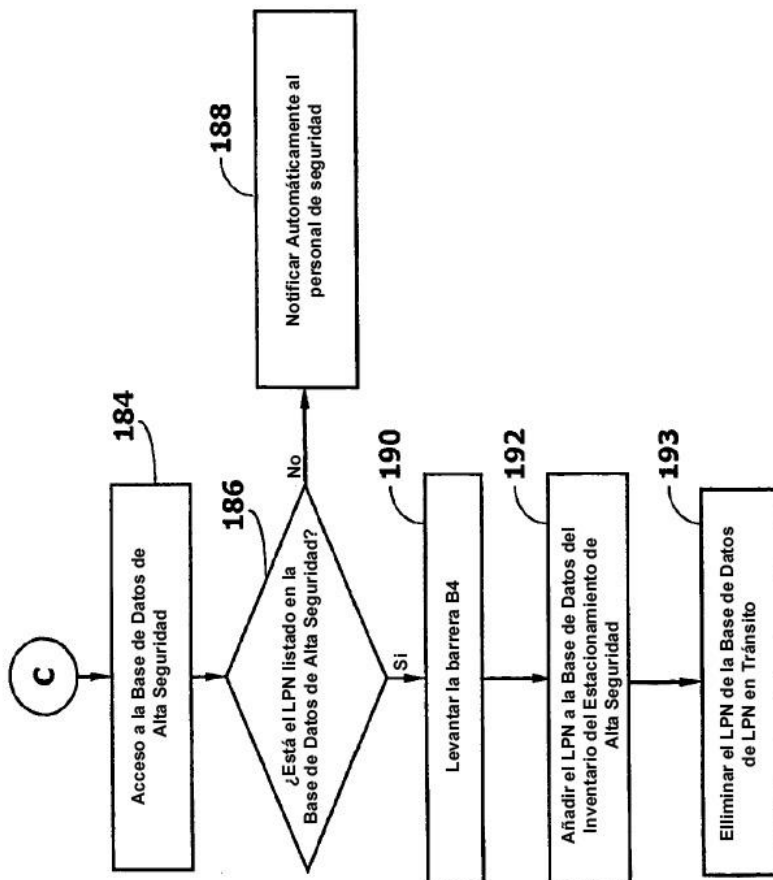 C
184
Acceso a la Base de Datos de
Alta Seguridad
186
¿Está el LPN listado en la
Base de Datos de Alta Seguridad?
No
188
Notificar Automáticamente al
personal de seguridad
Si
190
Levantar la barrera B4
192
Añadir el LPN a la Base de Datos del
Inventario del Estacionamiento de
Alta Seguridad
193
Elliminar el LPN de la Base de Datos
de LPN en Tránsito